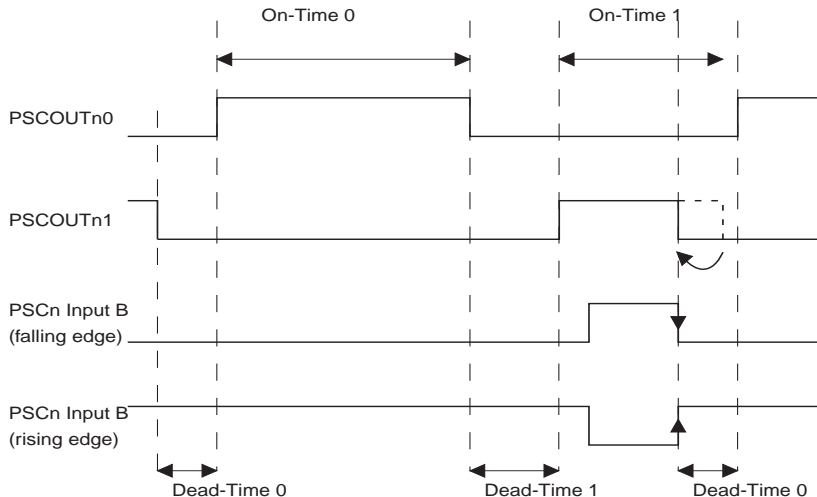 On-Time 0
On-Time 1
PSCOUTn0
PSCOUTn1
PSCn Input B
(falling edge)
PSCn Input B
(rising edge)
Dead-Time 0
Dead-Time 1
Dead-Time 0